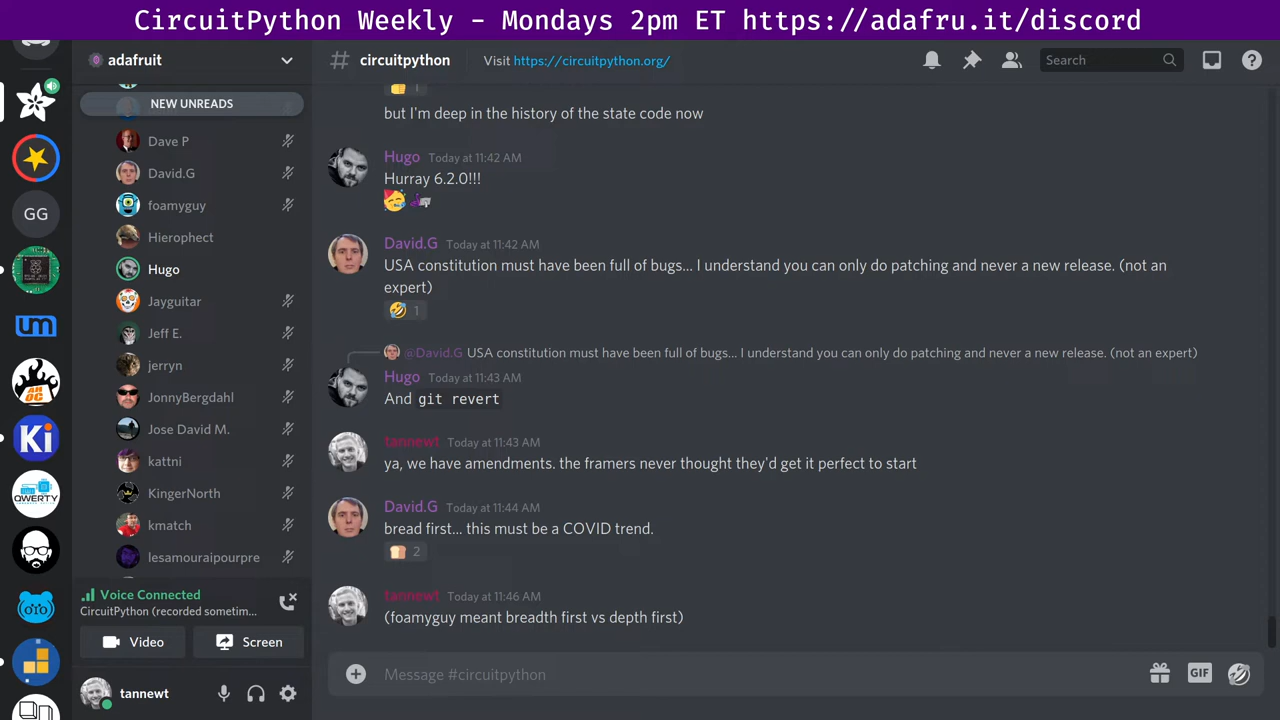 CircuitPython Weekly - Mondays 2pm ET https://adafru.it/discord
adafruit
NEW UNREADS
Dave P
David.G
foamyguy
GG
Hierophect
Hugo
Jayguitar
Jeff E.
um
jerryn
JonnyBergdahl
AHOC
Jose David M.
Ki
kattni
KingerNorth
QWERTY
kmatch
lesamouraipourpre
Voice Connected
CircuitPython (recorded sometim...
Video
Screen
tannewt
# circuitpython
Visit https://circuitpython.org/
Search
1
but I'm deep in the history of the state code now
Hugo Today at 11:42 AM
Hurray 6.2.0!!!
David.G Today at 11:42 AM
USA constitution must have been full of bugs... I understand you can only do patching and never a new release. (not an
expert)
1
@David.G USA constitution must have been full of bugs... I understand you can only do patching and never a new release. (not an expert)
Hugo Today at 11:43 AM
And git revert
tannewt Today at 11:43 AM
ya, we have amendments. the framers never thought they'd get it perfect to start
David.G Today at 11:44 AM
bread first... this must be a COVID trend.
2
tannewt Today at 11:46 AM
(foamyguy meant breadth first vs depth first)
Message #circuitpython
GIF